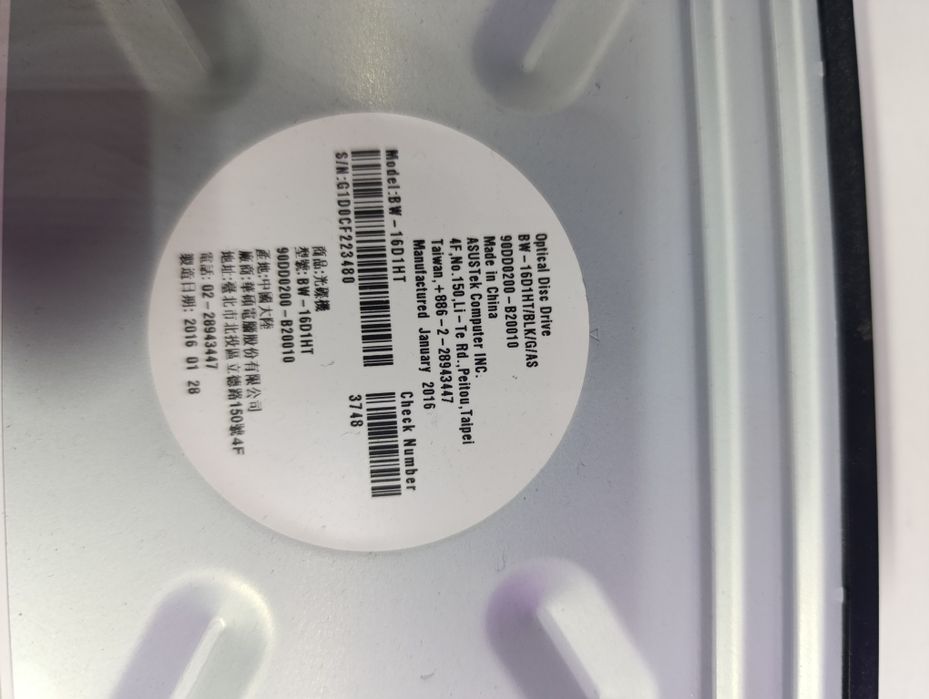 Optical Disc Drive
BW-16D1HT/BLK/G/AS
90DD0200-B20010
Made in China
ASUSTek Computer INC.
4F,No.150,Li-Te Rd.,Peitou,Taipei
Taiwan,+886-2-28943447
Manufactured January 2016
Model:BW-16D1HT
Check Number
S/N:G1D0CF223480
3748
商品:光碟機
型號:BW-16D1HT
90DD0200-B20010
產地:中國大陸
廠商:華碩電腦股份有限公司
地址:臺北市北投區立德路150號4F
電話: 02-28943447
製造日期: 2016 01 28